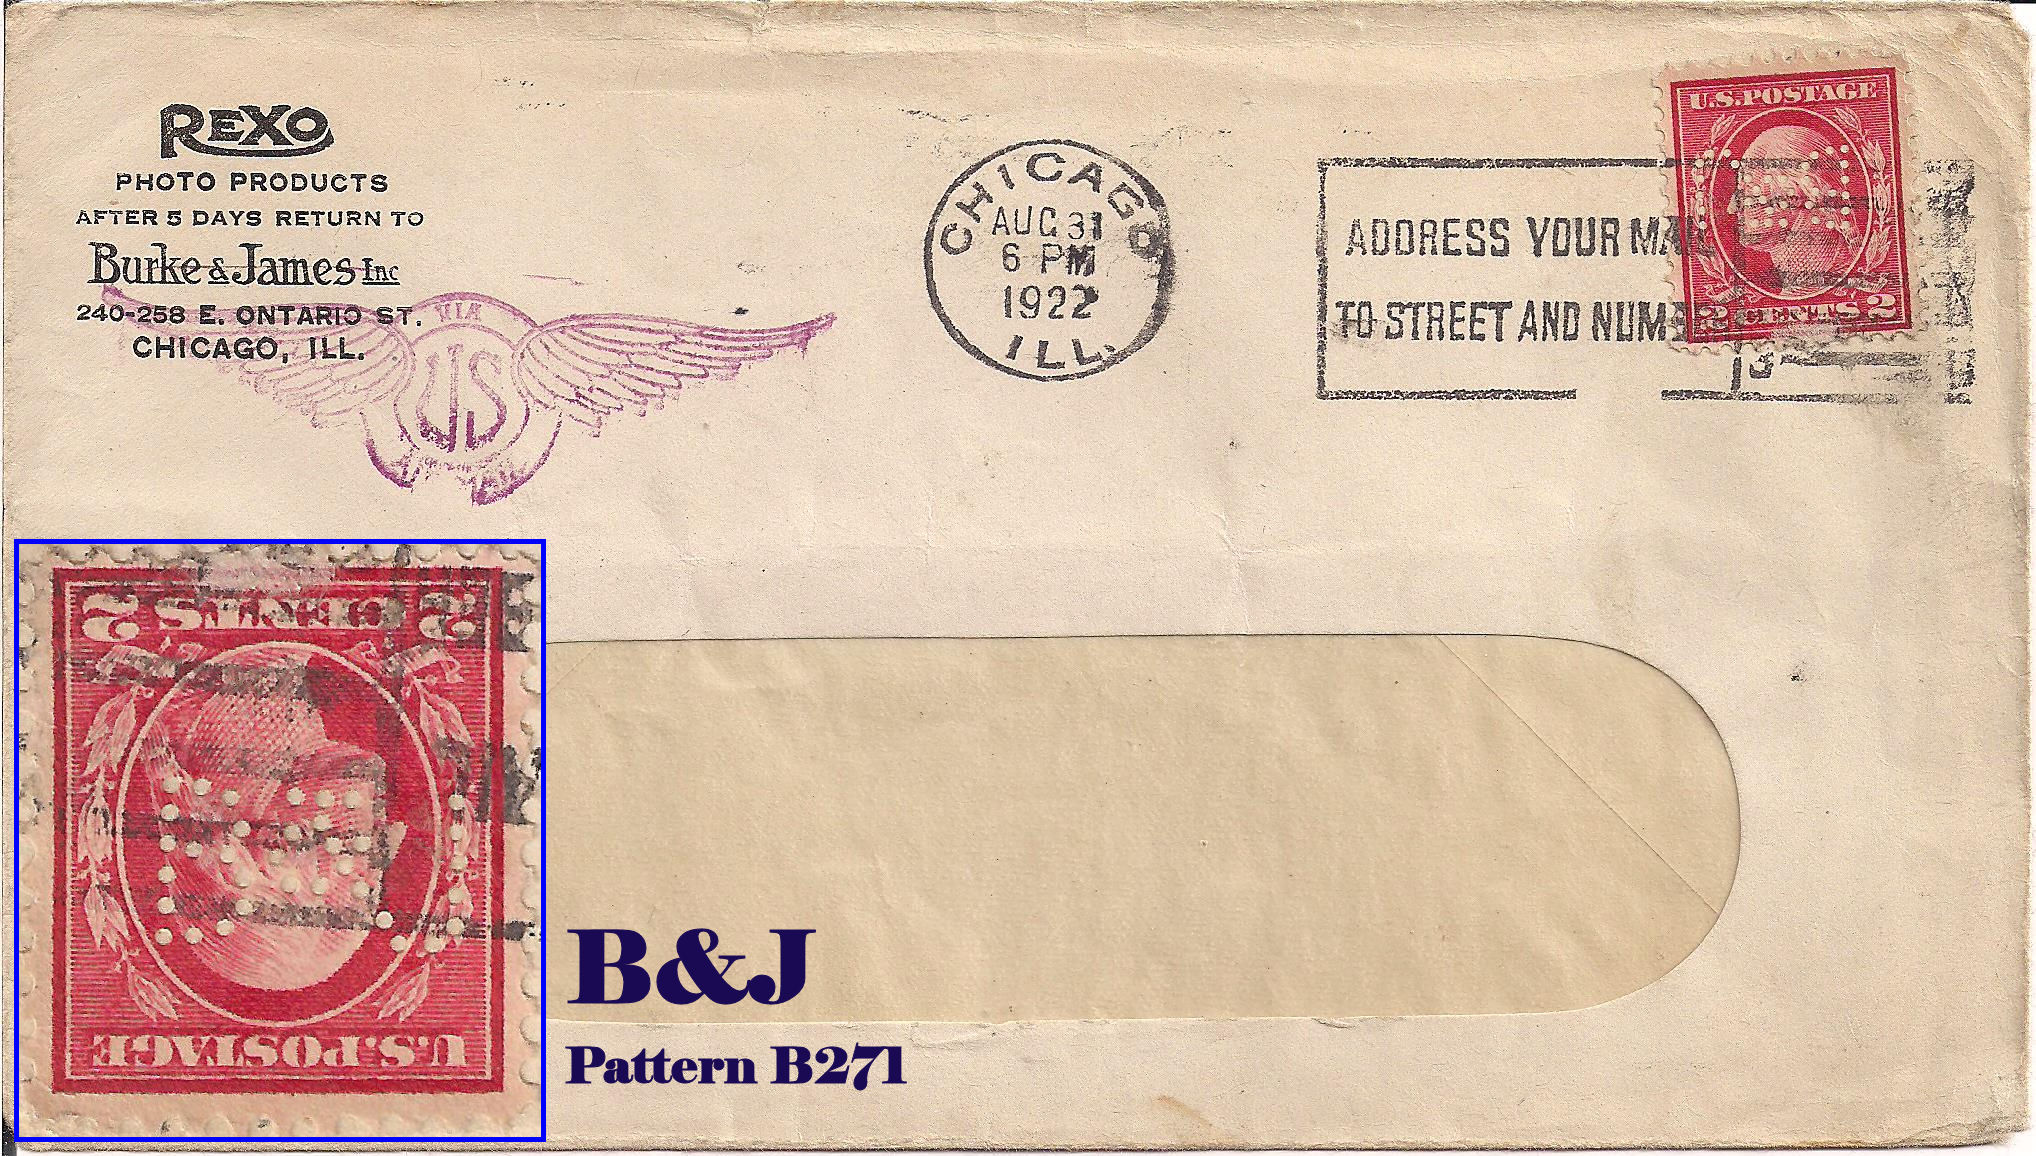 REXO
PHOTO PRODUCTS
AFTER 5 DAYS RETURN TO
Burke & James Inc
240-258 E. ONTARIO ST.
CHICAGO, ILL.
VIA
US
CHICAGO
AUG 31
6 PM
1922
ILL.
ADDRESS YOUR MAIL
TO STREET AND NUMB
U.S.POSTAGE
2 CENTS 2
2 CENTS 2
B&J
U.S.POSTAGE
B&J
Pattern B271